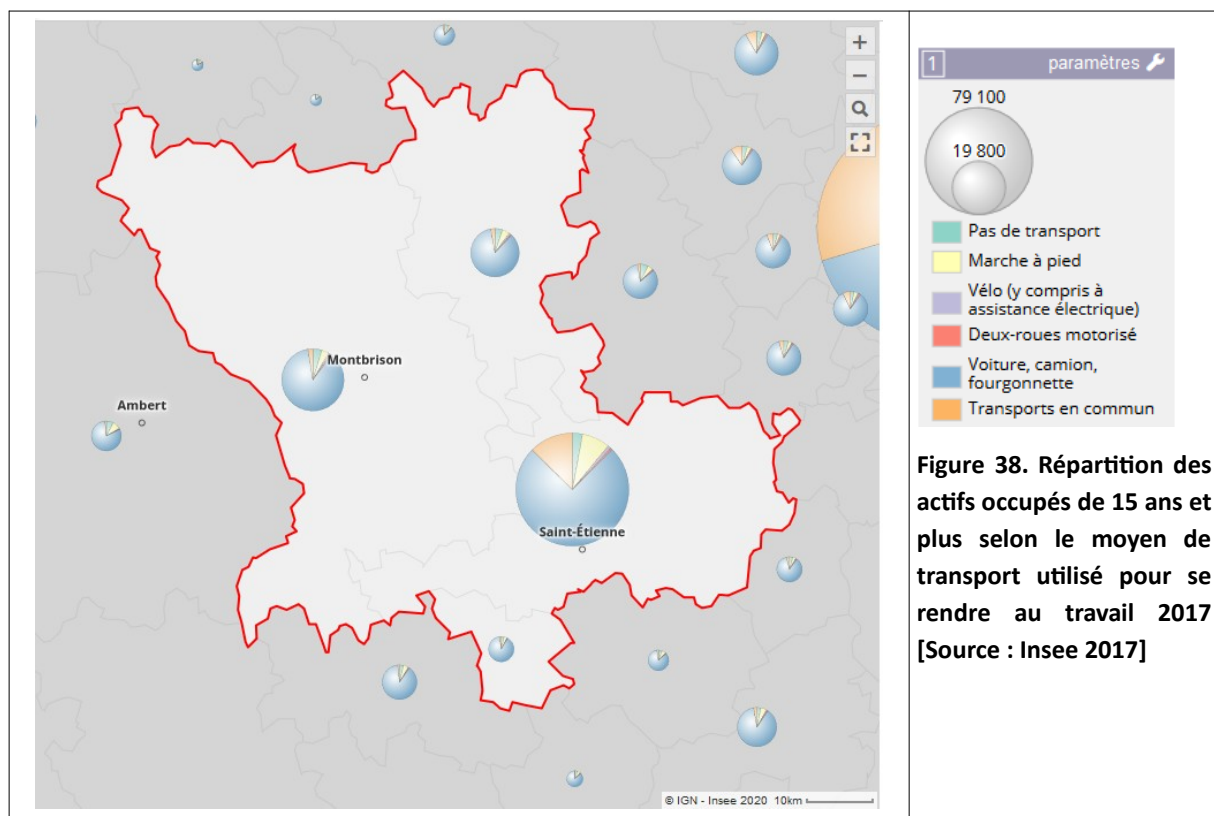 +
−
Montbrison
Ambert
Saint-Étienne
© IGN - Insee 2020 10km
1 paramètres
79 100
19 800
Pas de transport
Marche à pied
Vélo (y compris à
assistance électrique)
Deux-roues motorisé
Voiture, camion,
fourgonnette
Transports en commun
Figure 38. Répartition des
actifs occupés de 15 ans et
plus selon le moyen de
transport utilisé pour se
rendre au travail 2017
[Source : Insee 2017]